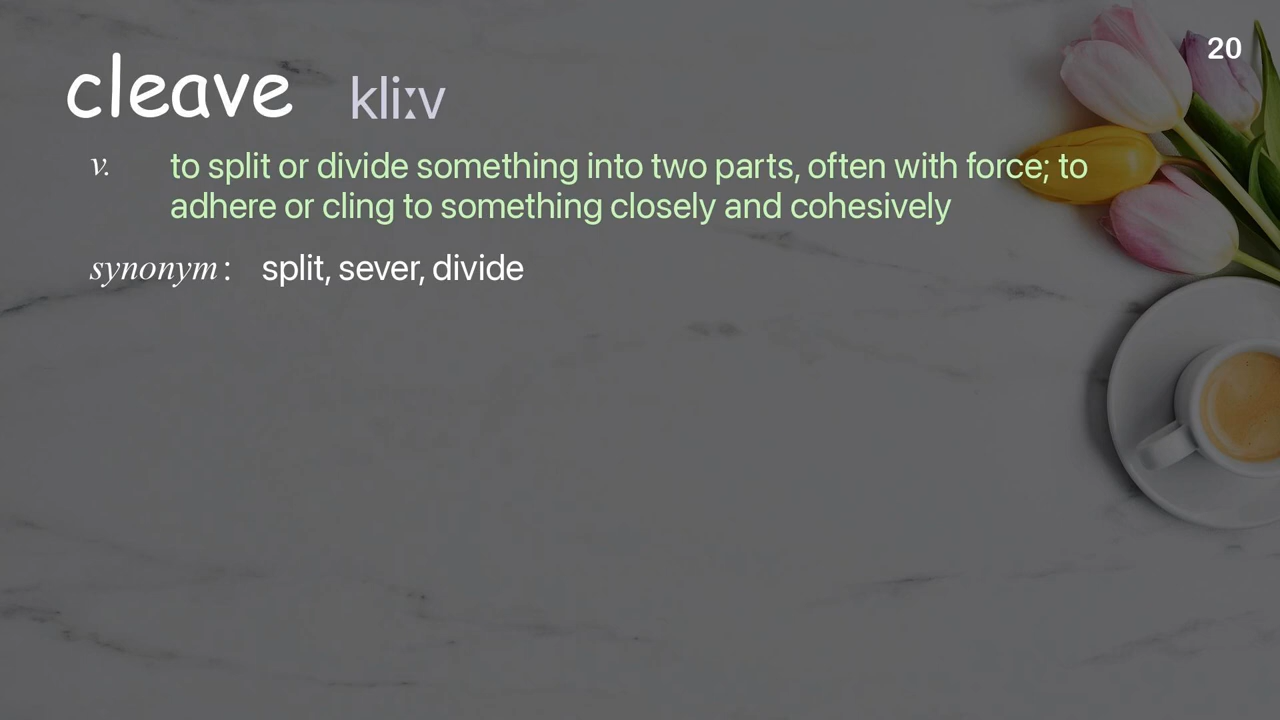 20
cleave kliːv
v. to split or divide something into two parts, often with force; to
adhere or cling to something closely and cohesively
synonym: split, sever, divide